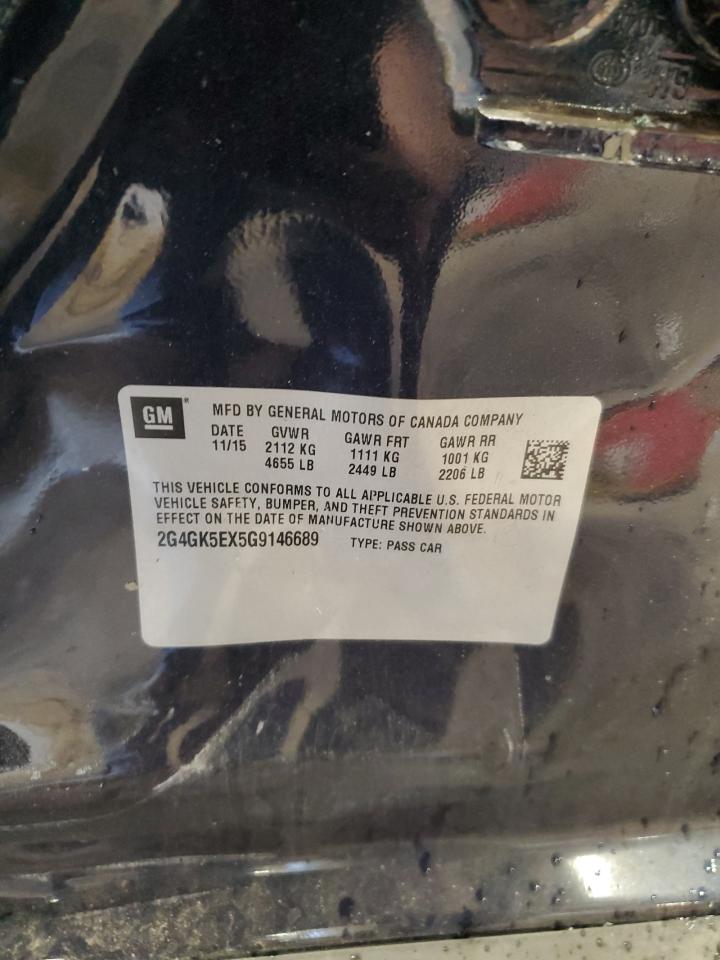 GM ® MFD BY GENERAL MOTORS OF CANADA COMPANY
DATE GVWR GAWR FRT GAWR RR
11/15 2112 KG 1111 KG 1001 KG
4655 LB 2449 LB 2206 LB
THIS VEHICLE CONFORMS TO ALL APPLICABLE U.S. FEDERAL MOTOR
VEHICLE SAFETY, BUMPER, AND THEFT PREVENTION STANDARDS IN
EFFECT ON THE DATE OF MANUFACTURE SHOWN ABOVE.
2G4GK5EX5G9146689 TYPE: PASS CAR